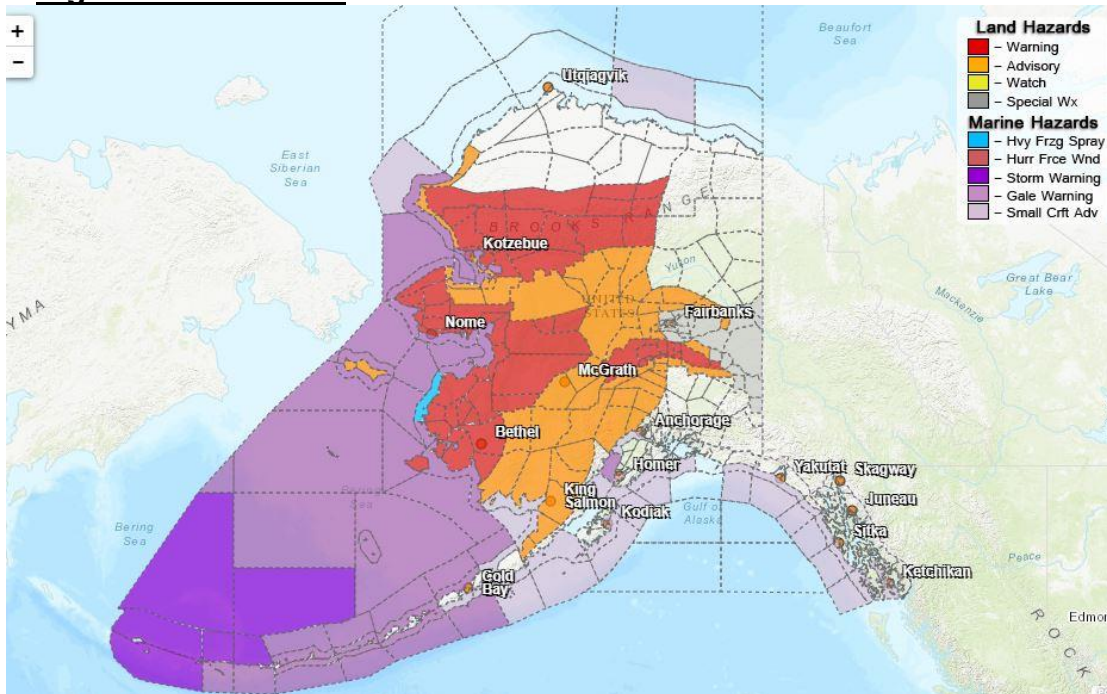 +
−
Beaufort
Sea
Land Hazards
– Warning
– Advisory
– Watch
– Special Wx
Marine Hazards
– Hvy Frzg Spray
– Hurr Frce Wnd
– Storm Warning
– Gale Warning
– Small Crft Adv
Utqiagvik
East
Siberian
Sea
BROOKS RANGE
Kotzebue
Yukon
Great Bear
Lake
Mackenzie
YMA
UNITED
STATES
Nome
Fairbanks
McGrath
Anchorage
Bethel
Homer
Yakutat
Skagway
King
Salmon
Kodiak
Gulf of
Alaska
Juneau
Sitka
Bering
Sea
Peace
Cold
Bay
Ketchikan
Edmon
ROCK